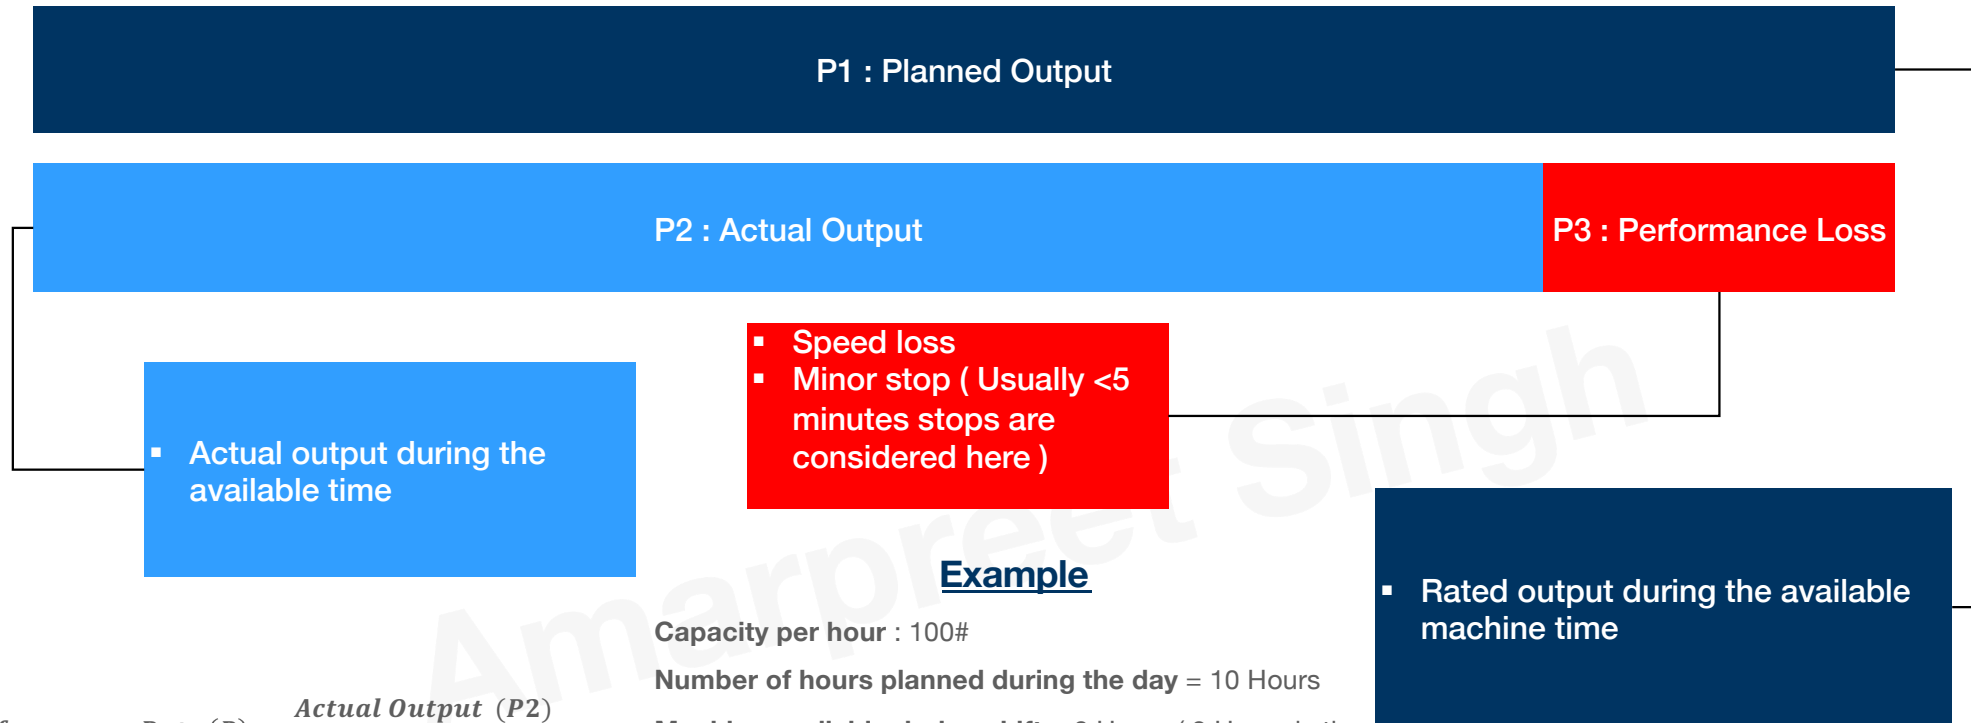 P1 : Planned Output
P2 : Actual Output
P3 : Performance Loss
▪ Speed loss
▪ Minor stop ( Usually <5
minutes stops are
considered here )
▪ Actual output during the
available time
Amarpreet Singh
Example
▪ Rated output during the available
machine time
Capacity per hour : 100#
Number of hours planned during the day = 10 Hours
Actual Output (P2)